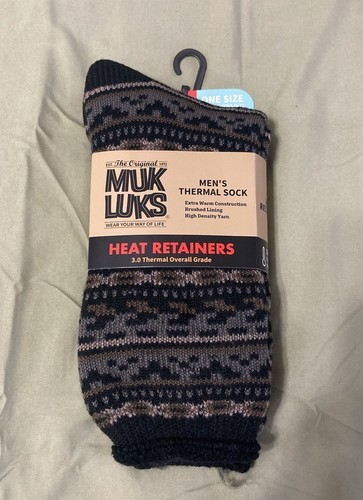 ONE SIZE
EST. The Original 1972
MUK
LUKS
WEAR YOUR WAY OF LIFE
MEN'S
THERMAL SOCK
Extra Warm Construction
Brushed Lining
High Density Yarn
HEAT RETAINERS
3.0 Thermal Overall Grade